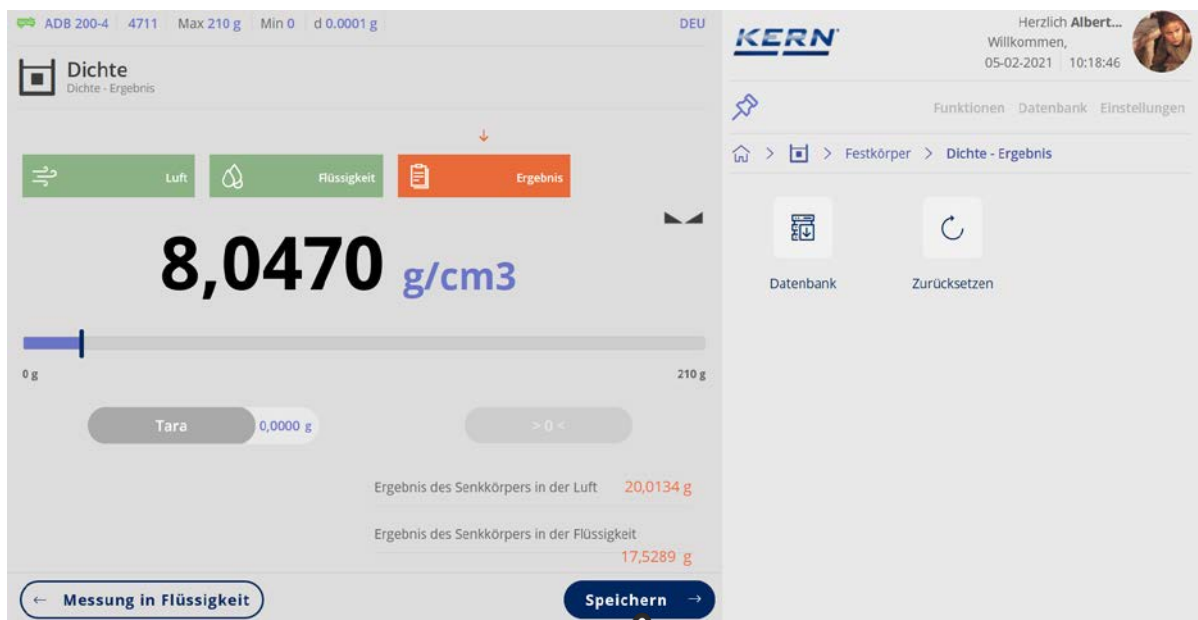 ADB 200-4 4711 Max 210 g Min 0 d 0.0001 g DEU
Dichte
Dichte - Ergebnis
Luft
Flüssigkeit
Ergebnis
8,0470 g/cm3
0 g
210 g
Tara 0,0000 g
> 0 <
Ergebnis des Senkkörpers in der Luft 20,0134 g
Ergebnis des Senkkörpers in der Flüssigkeit
17,5289 g
← Messung in Flüssigkeit
Speichern →
KERN
Herzlich Albert...
Willkommen,
05-02-2021 10:18:46
Funktionen Datenbank Einstellungen
> > Festkörper > Dichte - Ergebnis
Datenbank
Zurücksetzen